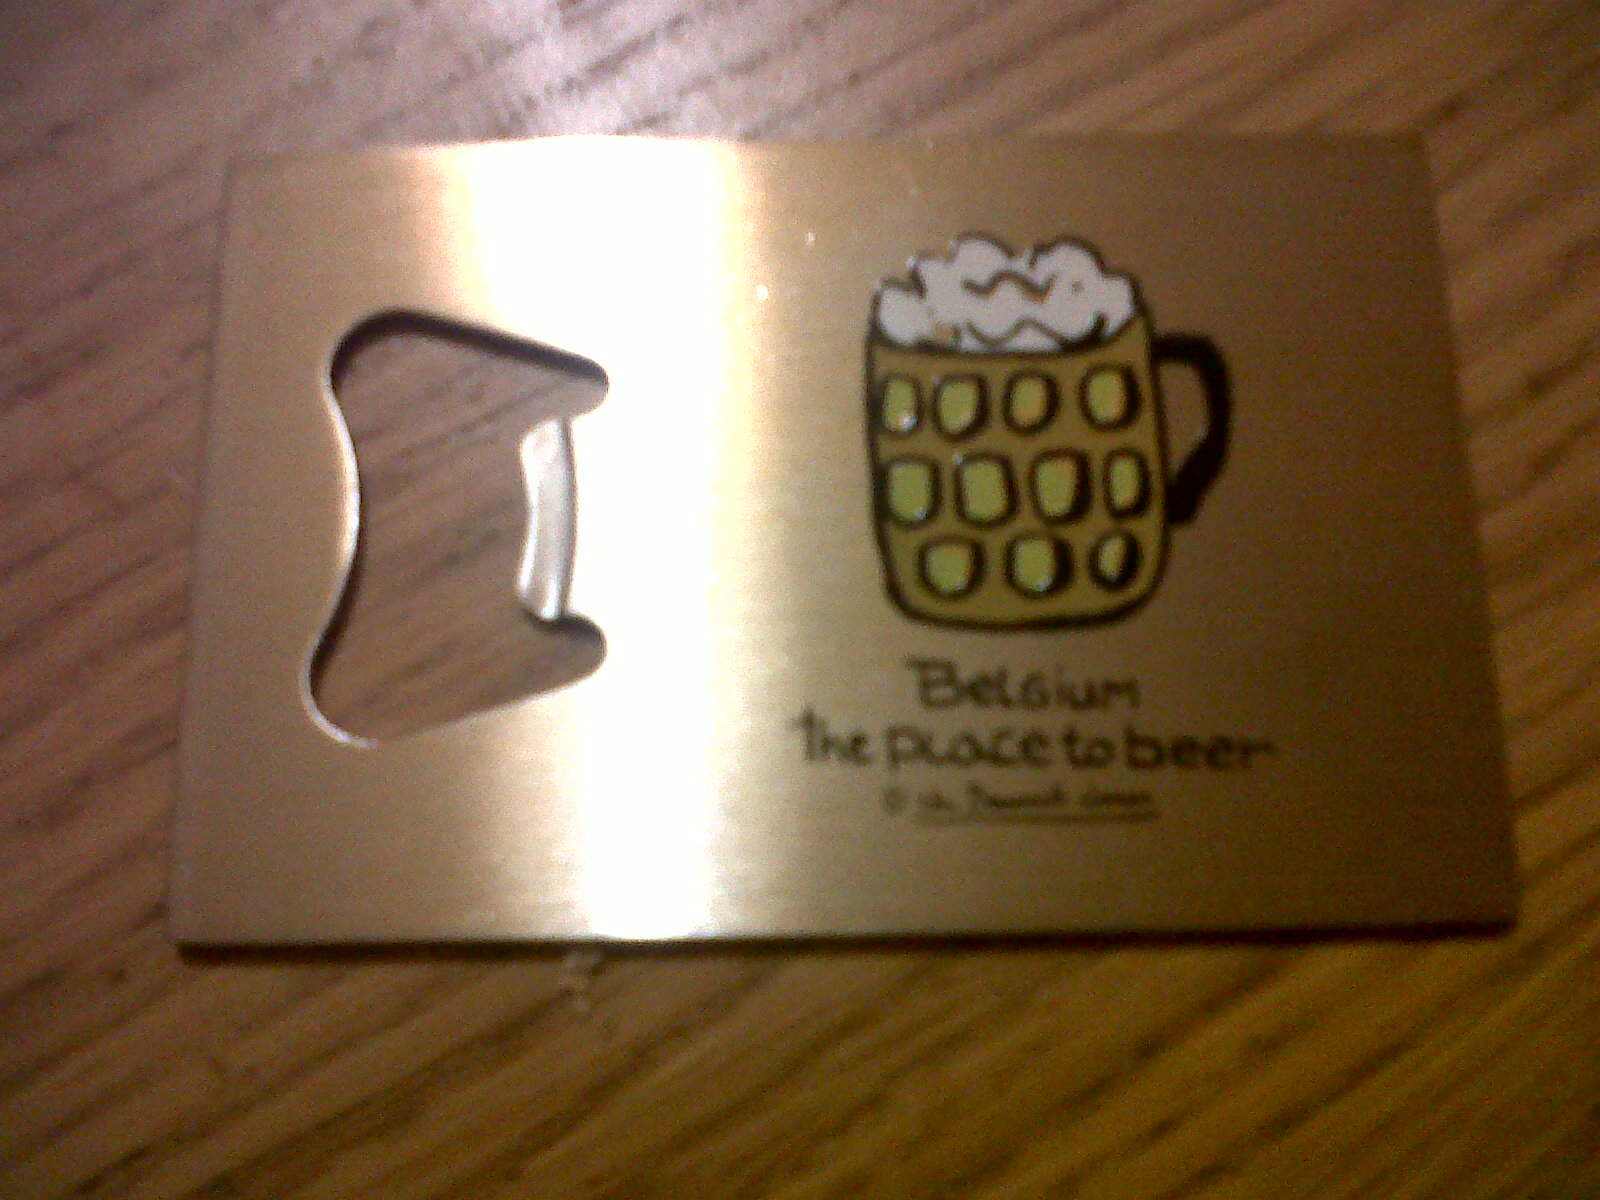 Belgium
the place to beer
©